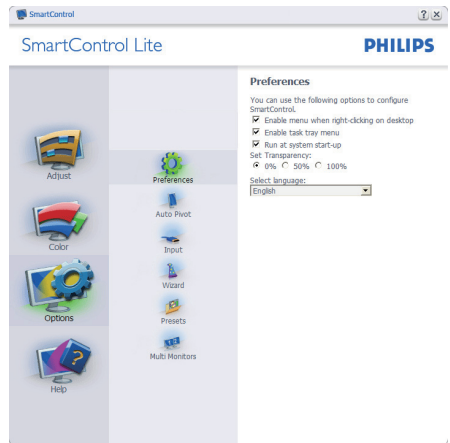 SmartControl
SmartControl Lite
PHILIPS
Adjust
Color
Options
Help
Preferences
Auto Pivot
Input
Wizard
Presets
Multi Monitors
Preferences
You can use the following options to configure
SmartControl.
Enable menu when right-clicking on desktop
Enable task tray menu
Run at system start-up
Set Transparency:
0% 50% 100%
Select language:
English